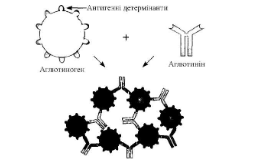 Антигенні детермінанти
+
Аглютиноген
Аглютинін